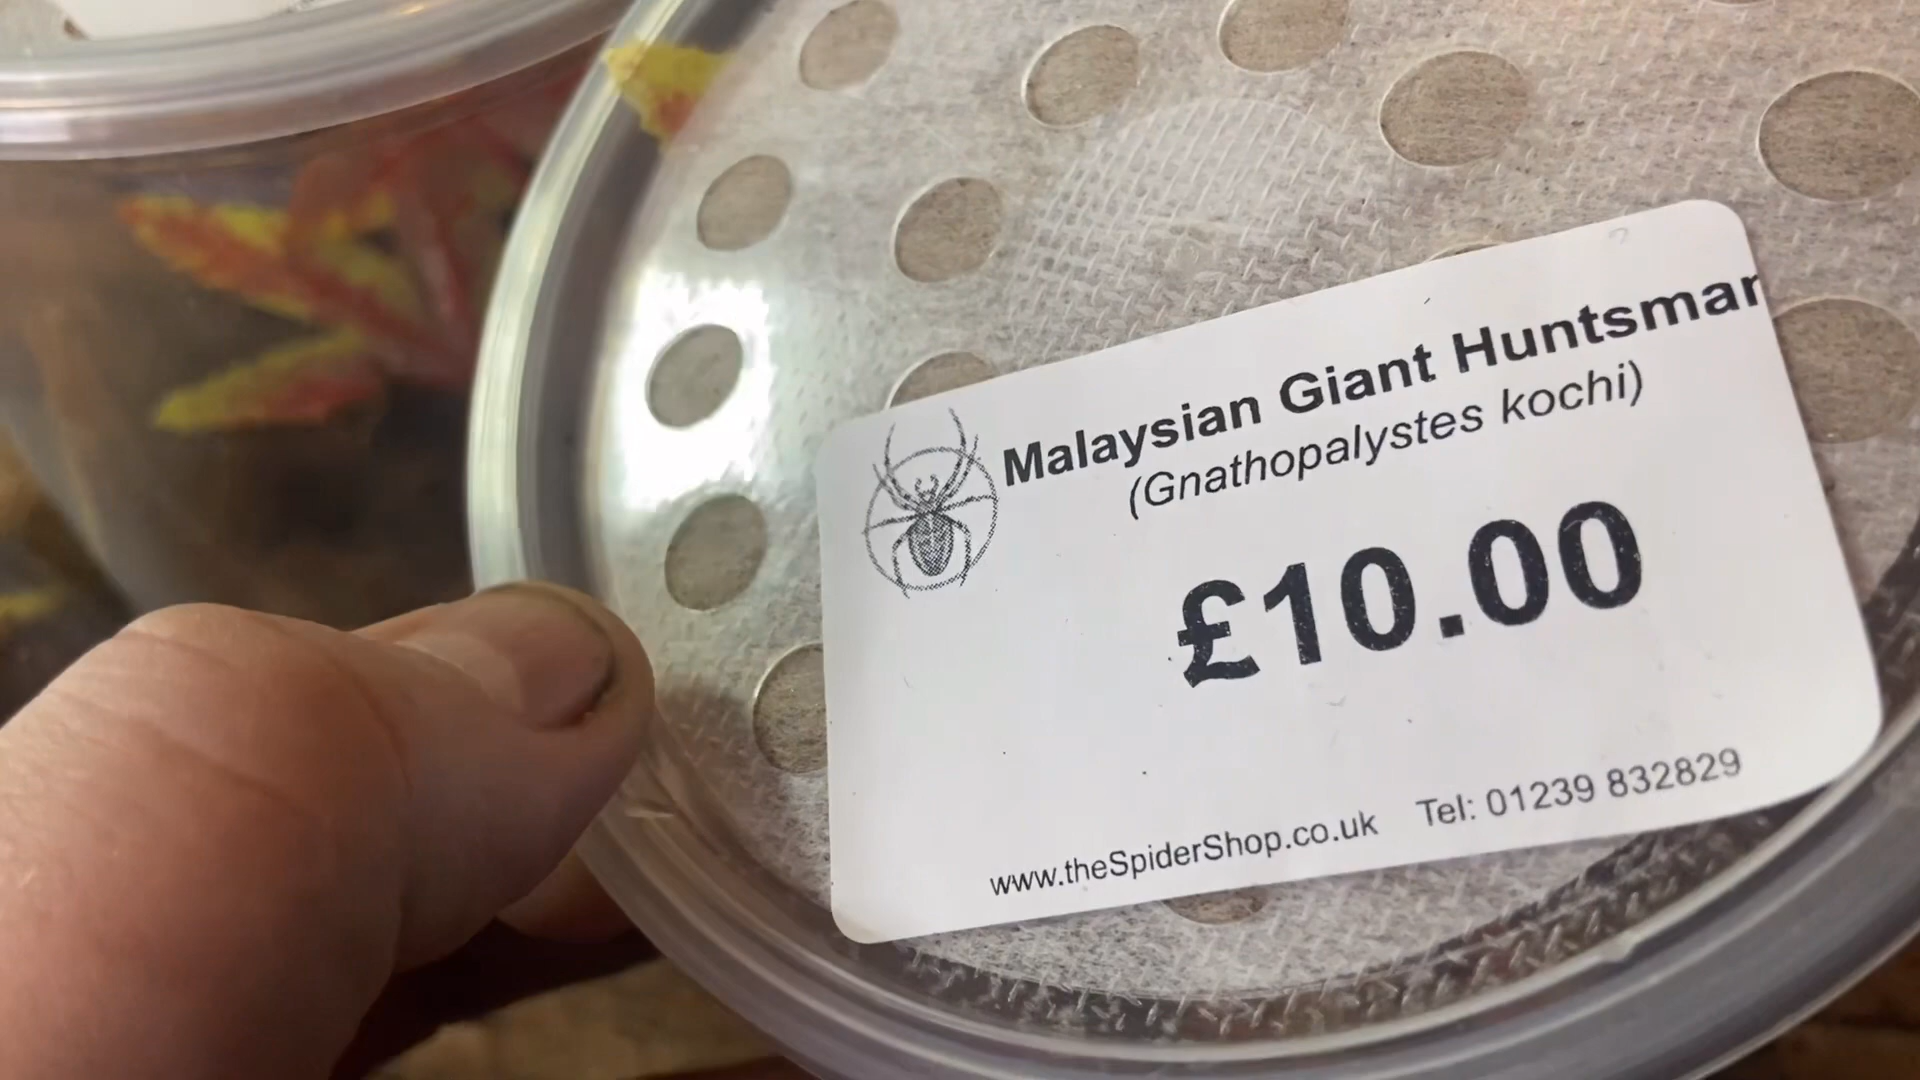 Malaysian Giant Huntsman
(Gnathopalystes kochi)
£10.00
www.theSpiderShop.co.uk Tel: 01239 832829